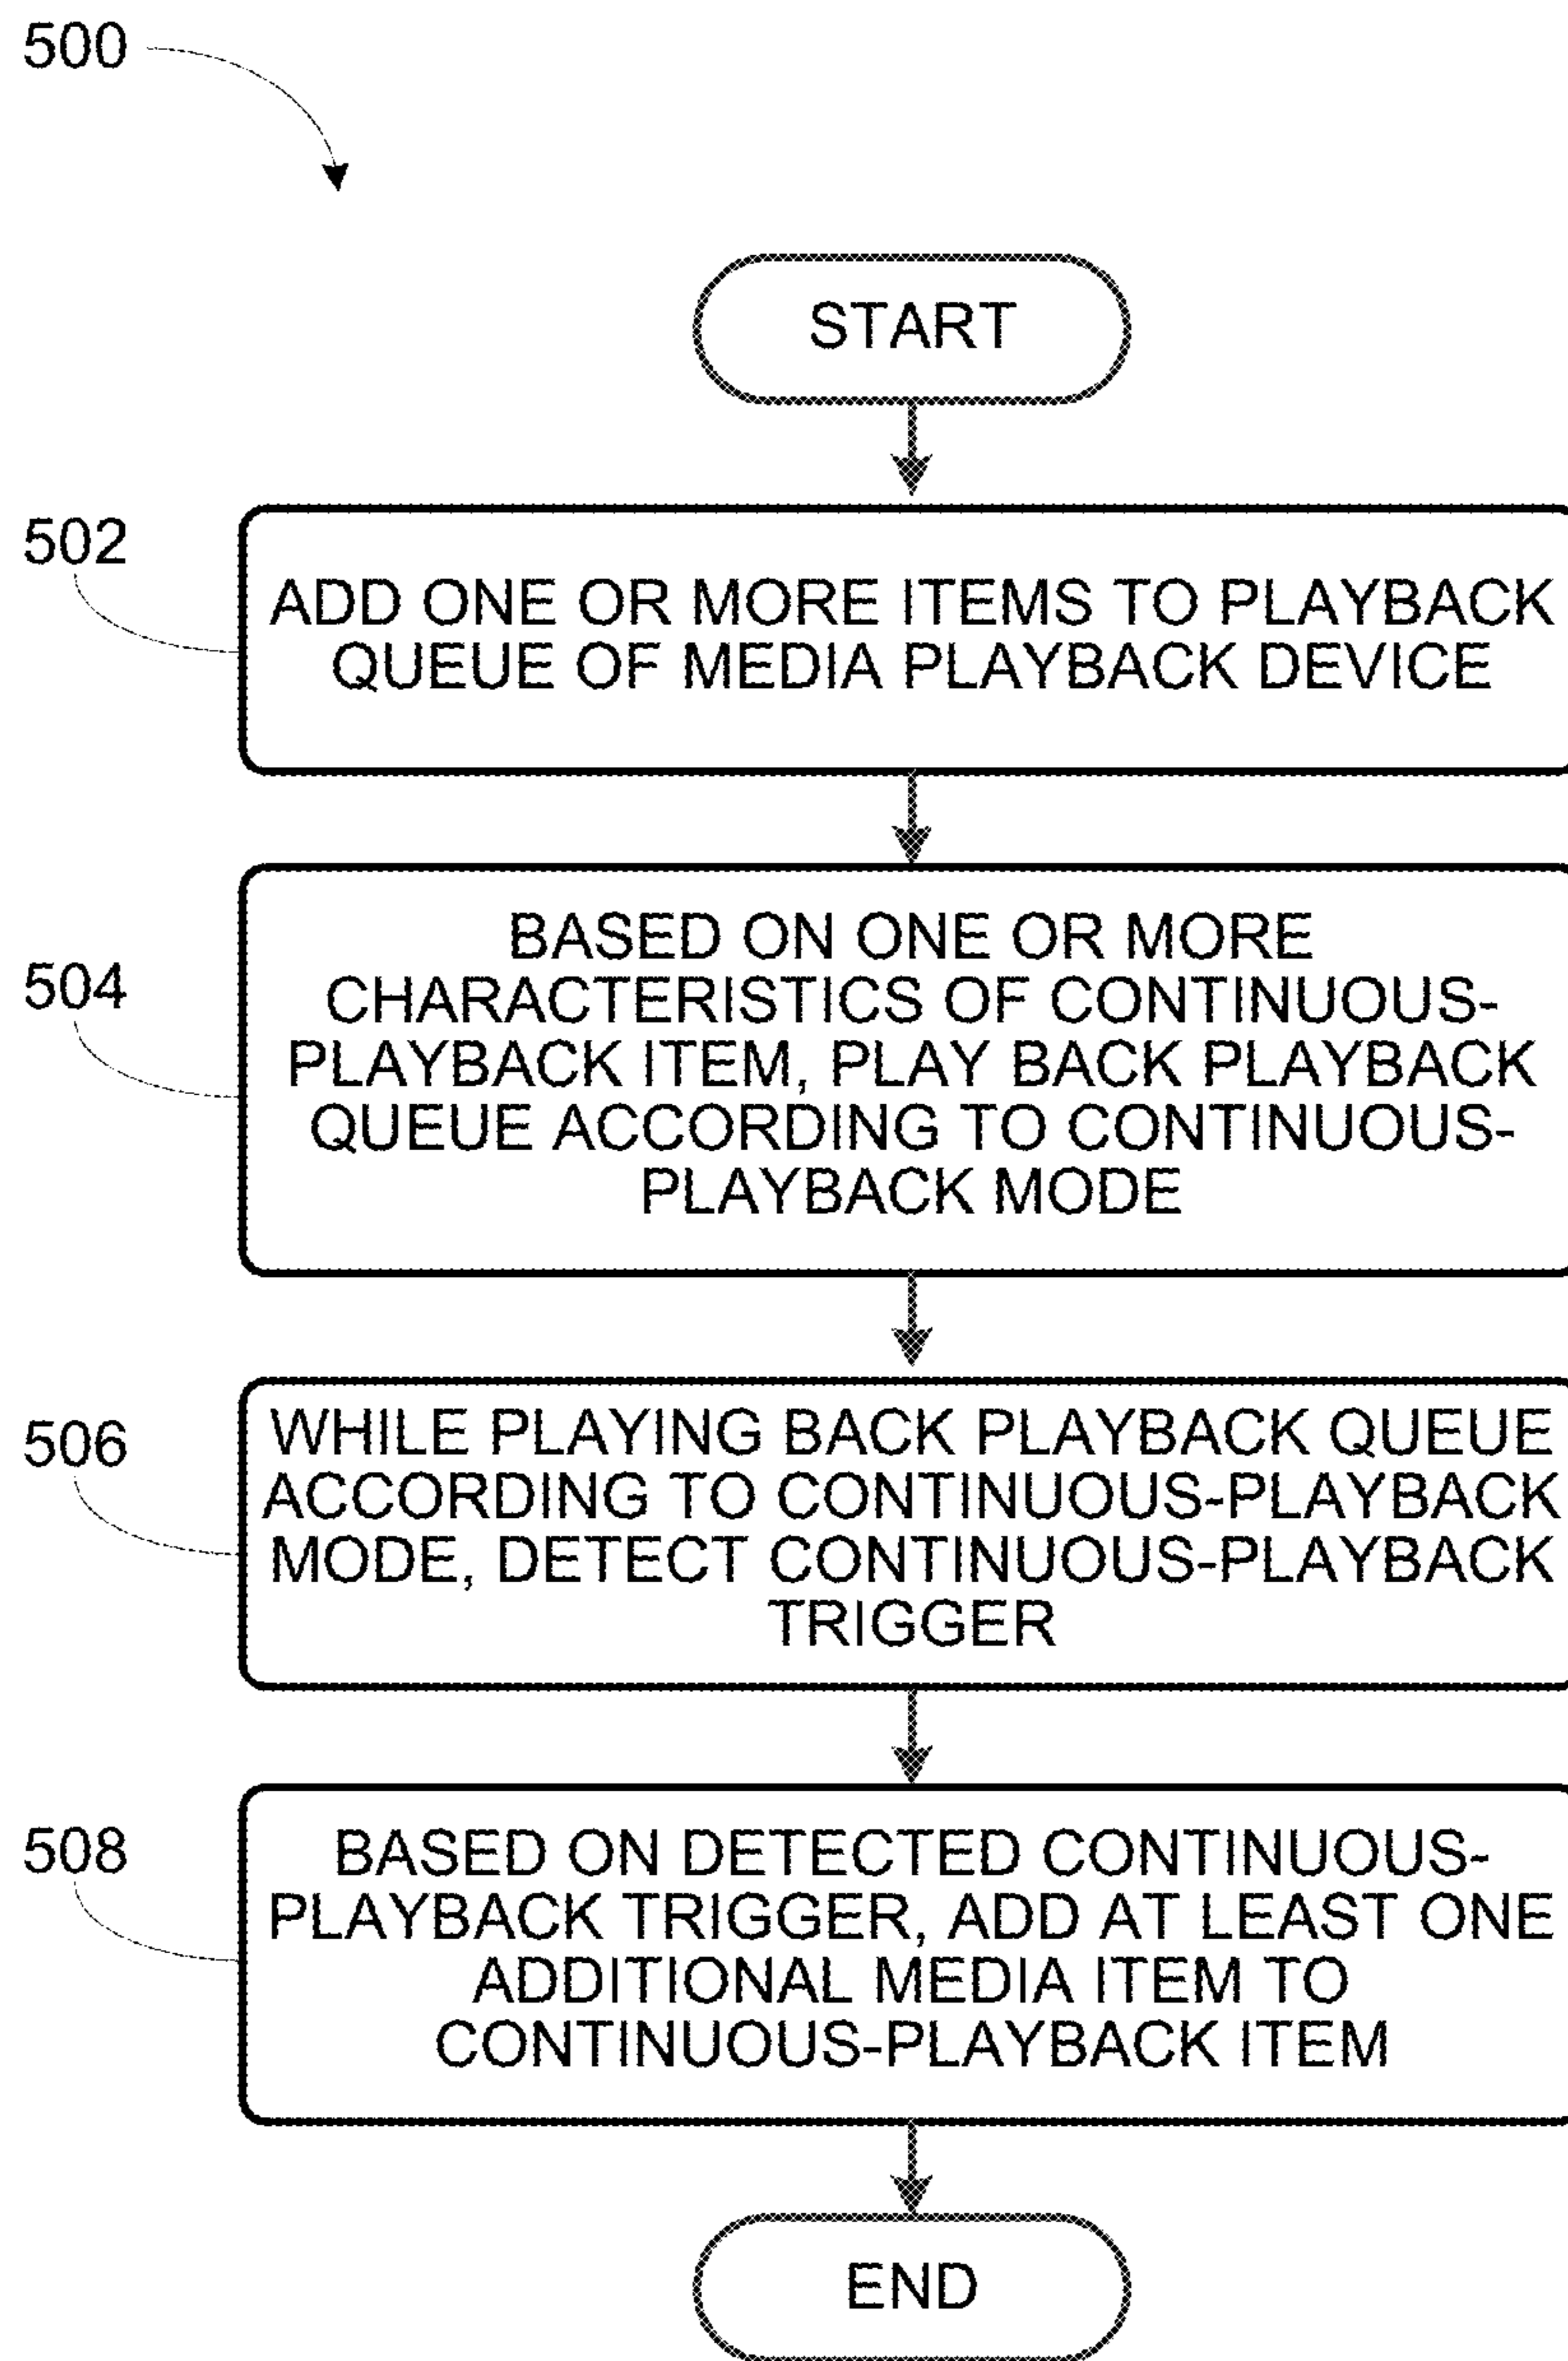 500
START
502
ADD ONE OR MORE ITEMS TO PLAYBACK
QUEUE OF MEDIA PLAYBACK DEVICE
504
BASED ON ONE OR MORE
CHARACTERISTICS OF CONTINUOUS-
PLAYBACK ITEM, PLAY BACK PLAYBACK
QUEUE ACCORDING TO CONTINUOUS-
PLAYBACK MODE
506
WHILE PLAYING BACK PLAYBACK QUEUE
ACCORDING TO CONTINUOUS-PLAYBACK
MODE, DETECT CONTINUOUS-PLAYBACK
TRIGGER
508
BASED ON DETECTED CONTINUOUS-
PLAYBACK TRIGGER, ADD AT LEAST ONE
ADDITIONAL MEDIA ITEM TO
CONTINUOUS-PLAYBACK ITEM
END